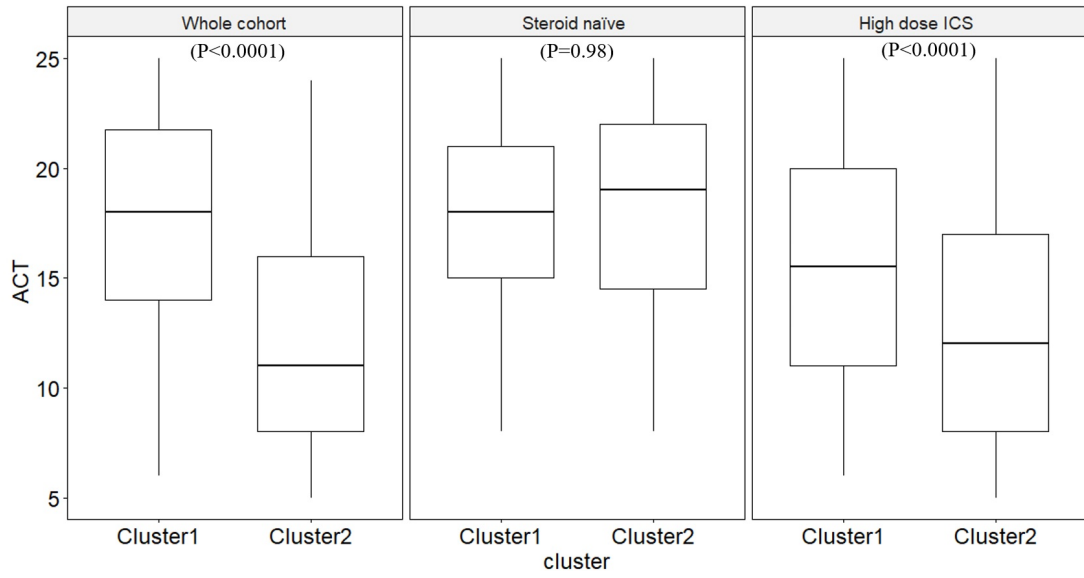 Whole cohort
Steroid naïve
High dose ICS
(P<0.0001)
(P=0.98)
(P<0.0001)
25
20
15
10
5
ACT
Cluster1
Cluster2
Cluster1
Cluster2
Cluster1
Cluster2
cluster